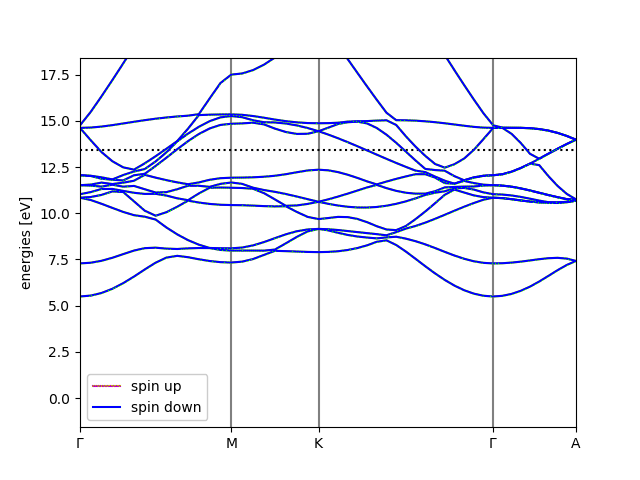 energies [eV]
17.5
15.0
12.5
10.0
7.5
5.0
2.5
0.0
spin up
spin down
Γ M K Γ A